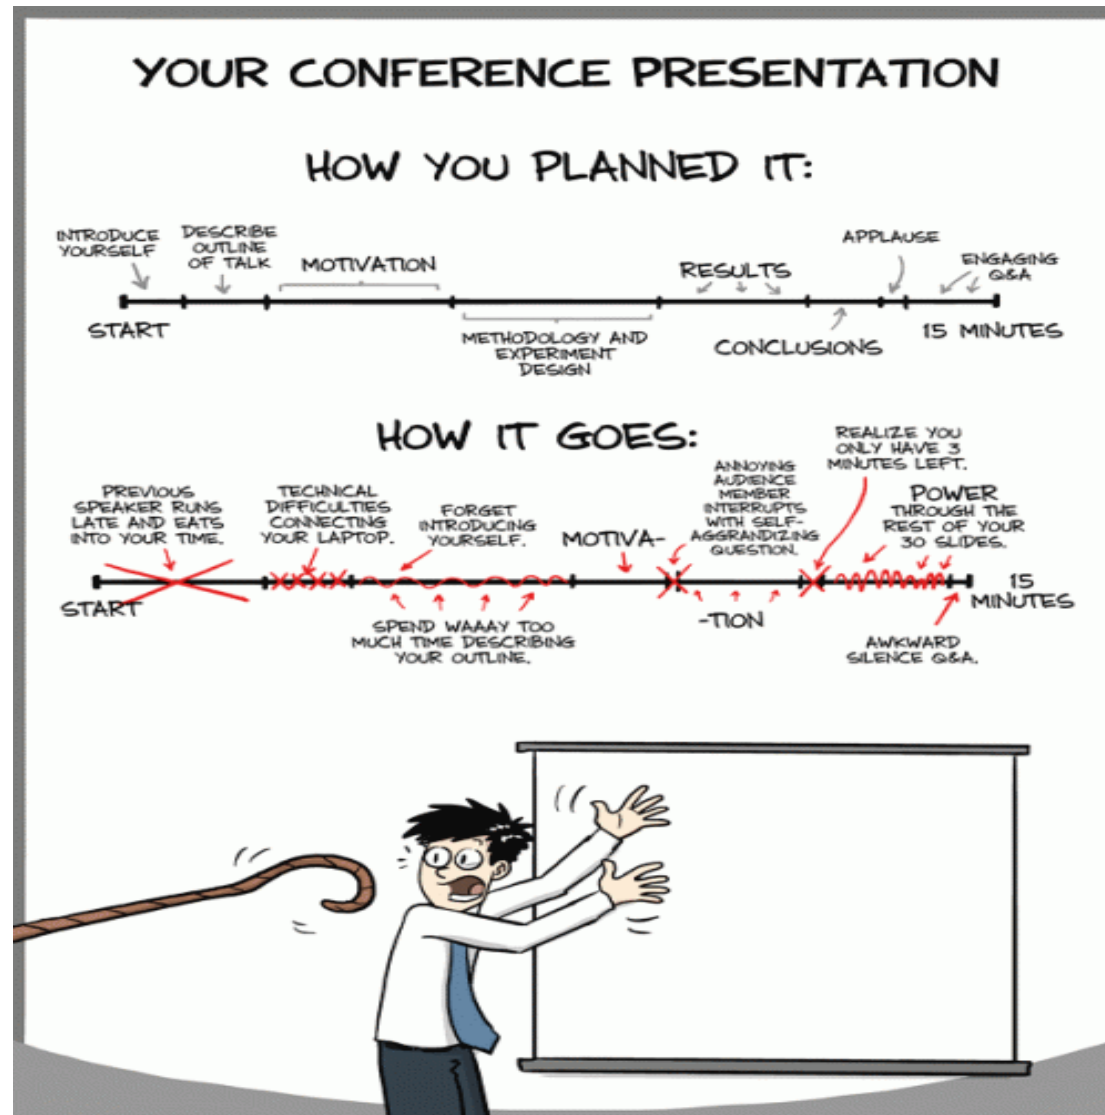 YOUR CONFERENCE PRESENTATION
HOW YOU PLANNED IT:
INTRODUCE
YOURSELF
DESCRIBE
OUTLINE
OF TALK
MOTIVATION
METHODOLOGY AND
EXPERIMENT
DESIGN
RESULTS
CONCLUSIONS
APPLAUSE
ENGAGING
Q&A
START
15 MINUTES
HOW IT GOES:
PREVIOUS
SPEAKER RUNS
LATE AND EATS
INTO YOUR TIME.
TECHNICAL
DIFFICULTIES
CONNECTING
YOUR LAPTOP.
FORGET
INTRODUCING
YOURSELF.
SPEND WAAAY TOO
MUCH TIME DESCRIBING
YOUR OUTLINE.
MOTIVA-
ANNOYING
AUDIENCE
MEMBER
INTERRUPTS
WITH SELF-
AGGRANDIZING
QUESTION.
-TION
REALIZE YOU
ONLY HAVE 3
MINUTES LEFT.
POWER
THROUGH THE
REST OF YOUR
30 SLIDES.
AWKWARD
SILENCE Q&A.
START
15
MINUTES